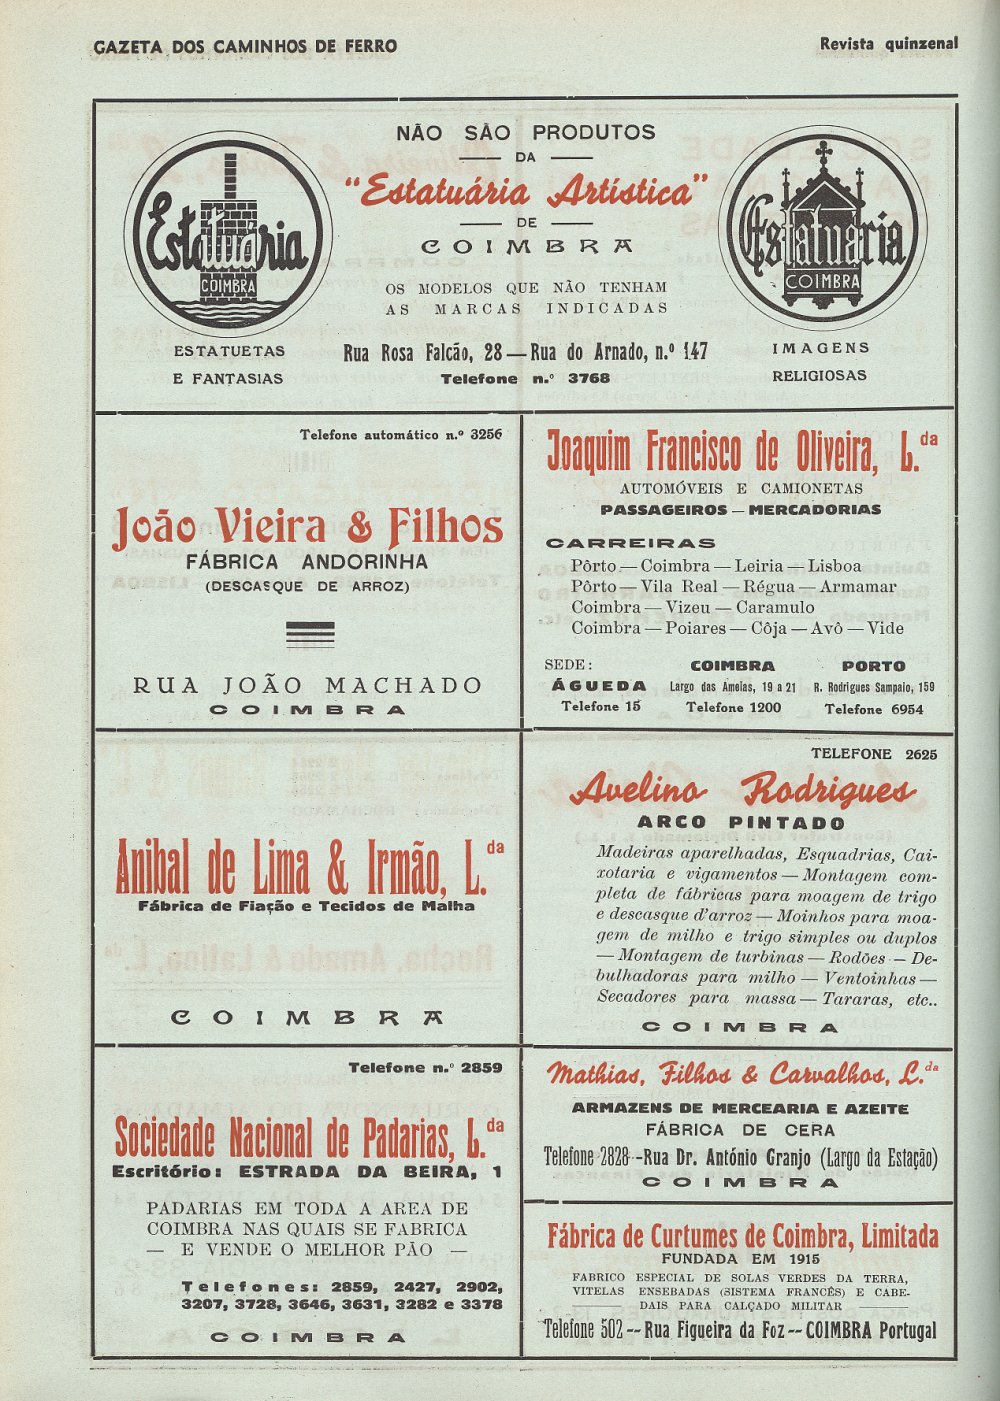 GAZETA DOS CAMINHOS DE FERRO
Revista quinzenal
NÃO SÃO PRODUTOS
DA
"Estatuária Artística"
DE
COIMBRA
OS MODELOS QUE NÃO TENHAM
AS MARCAS INDICADAS
Rua Rosa Falcão, 28 — Rua do Arnado, n.º 147
Telefone n.º 3768
Estatuária
COIMBRA
ESTATUETAS
E FANTASIAS
Estatuaria
COIMBRA
IMAGENS
RELIGIOSAS
Telefone automático n.º 3256
João Vieira & Filhos
FÁBRICA ANDORINHA
(DESCASQUE DE ARROZ)
RUA JOÃO MACHADO
COIMBRA
Joaquim Francisco de Oliveira, L.da
AUTOMÓVEIS E CAMIONETAS
PASSAGEIROS — MERCADORIAS
CARREIRAS
Pôrto — Coimbra — Leiria — Lisboa
Pôrto — Vila Real — Régua — Armamar
Coimbra — Vizeu — Caramulo
Coimbra — Poiares — Côja — Avô — Vide
SEDE:
ÁGUEDA
Telefone 15
COIMBRA
Largo das Amelas, 19 a 21
Telefone 1200
PORTO
R. Rodrigues Sampaio, 159
Telefone 6954
Anibal de Lima & Irmão, L.da
Fábrica de Fiação e Tecidos de Malha
COIMBRA
TELEFONE 2625
Avelino Rodrigues
ARCO PINTADO
Madeiras aparelhadas, Esquadrias, Cai-
xotaria e vigamentos — Montagem com-
pleta de fábricas para moagem de trigo
e descasque d'arroz — Moinhos para moa-
gem de milho e trigo simples ou duplos
— Montagem de turbinas — Rodões — De-
bulhadoras para milho — Ventoinhas —
Secadores para massa — Tararas, etc..
COIMBRA
Telefone n.º 2859
Sociedade Nacional de Padarias, L.da
Escritório: ESTRADA DA BEIRA, 1
PADARIAS EM TODA A AREA DE
COIMBRA NAS QUAIS SE FABRICA
— E VENDE O MELHOR PÃO —
Telefones: 2859, 2427, 2902,
3207, 3728, 3646, 3631, 3282 e 3378
COIMBRA
Mathias, Filhos & Carvalhos, L.da
ARMAZENS DE MERCEARIA E AZEITE
FÁBRICA DE CERA
Telefone 2828 - Rua Dr. António Granjo (Largo da Estação)
COIMBRA
Fábrica de Curtumes de Coimbra, Limitada
FUNDADA EM 1915
FABRICO ESPECIAL DE SOLAS VERDES DA TERRA,
VITELAS ENSEBADAS (SISTEMA FRANCÊS) E CABE-
DAIS PARA CALÇADO MILITAR
Telefone 502 -- Rua Figueira da Foz -- COIMBRA Portugal